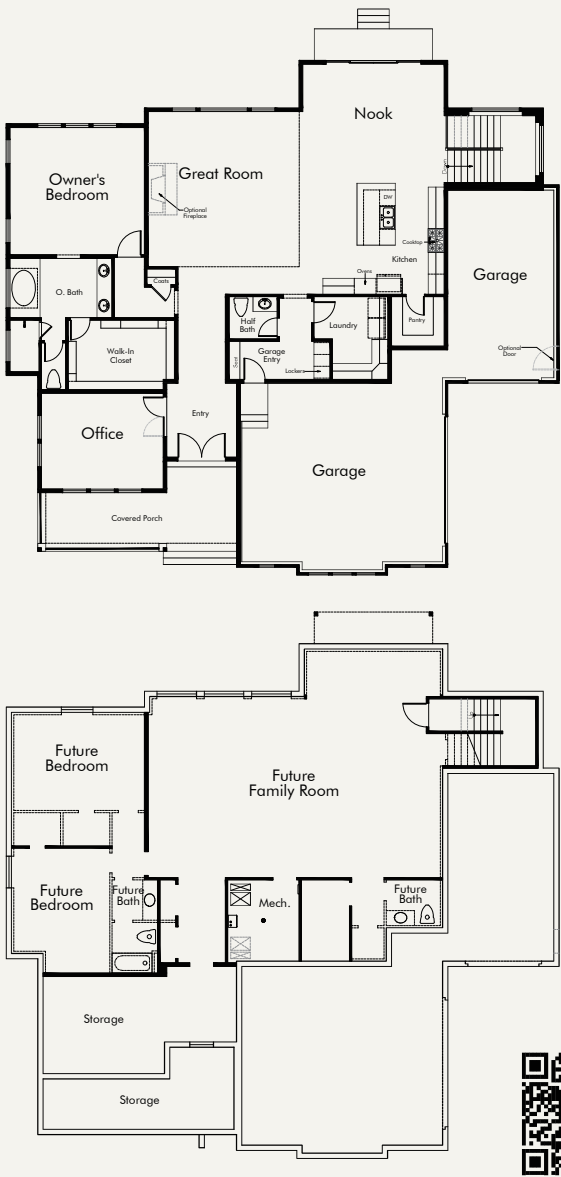 Nook
Great Room
Owner's
Bedroom
Optional
Fireplace
DW
Down
Cooktop
Kitchen
Garage
Ovens
Coats
O. Bath
Half
Bath
Laundry
Pantry
Walk-In
Closet
Garage
Entry
Seat
Lockers
Optional
Door
Entry
Office
Garage
Covered Porch
Future
Bedroom
Future
Family Room
Future
Bedroom
Future
Bath
Mech.
Future
Bath
Storage
Storage